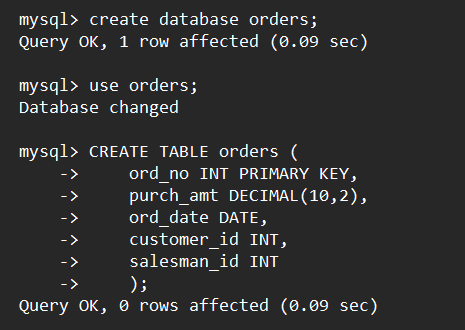 mysql> create database orders;
Query OK, 1 row affected (0.09 sec)
mysql> use orders;
Database changed
mysql> CREATE TABLE orders (
    ->     ord_no INT PRIMARY KEY,
    ->     purch_amt DECIMAL(10,2),
    ->     ord_date DATE,
    ->     customer_id INT,
    ->     salesman_id INT
    ->     );
Query OK, 0 rows affected (0.09 sec)